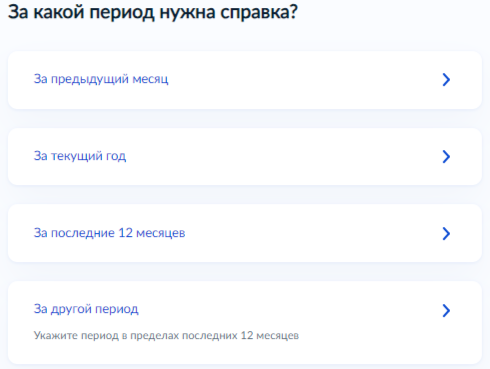 За какой период нужна справка?
За предыдущий месяц
За текущий год
За последние 12 месяцев
За другой период
Укажите период в пределах последних 12 месяцев